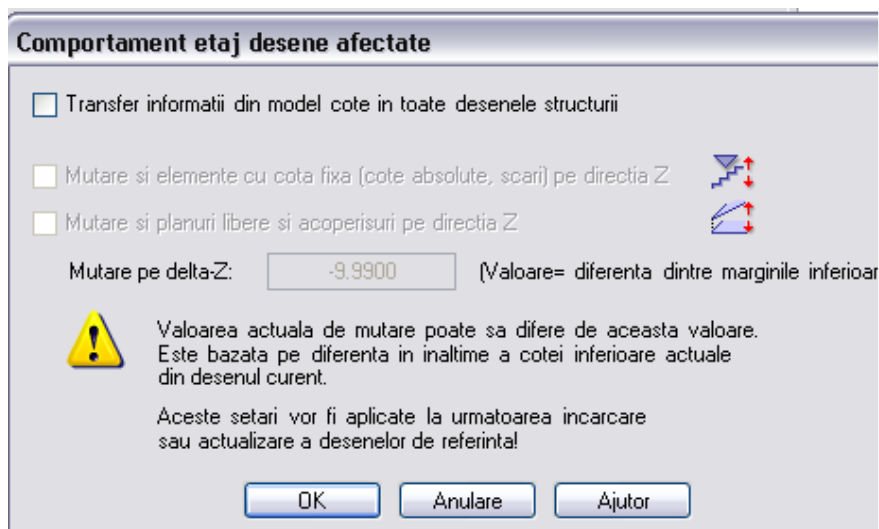 Comportament etaj desene afectate
Transfer informatii din model cote in toate desenele structurii
Mutare si elemente cu cota fixa (cote absolute, scari) pe directia Z
Mutare si planuri libere si acoperisuri pe directia Z
Mutare pe delta-Z: -9.9900 (Valoare= diferenta dintre marginile inferioar
Valoarea actuala de mutare poate sa difere de aceasta valoare.
Este bazata pe diferenta in inaltime a cotei inferioare actuale
din desenul curent.
Aceste setari vor fi aplicate la urmatoarea incarcare
sau actualizare a desenelor de referinta!
OK Anulare Ajutor